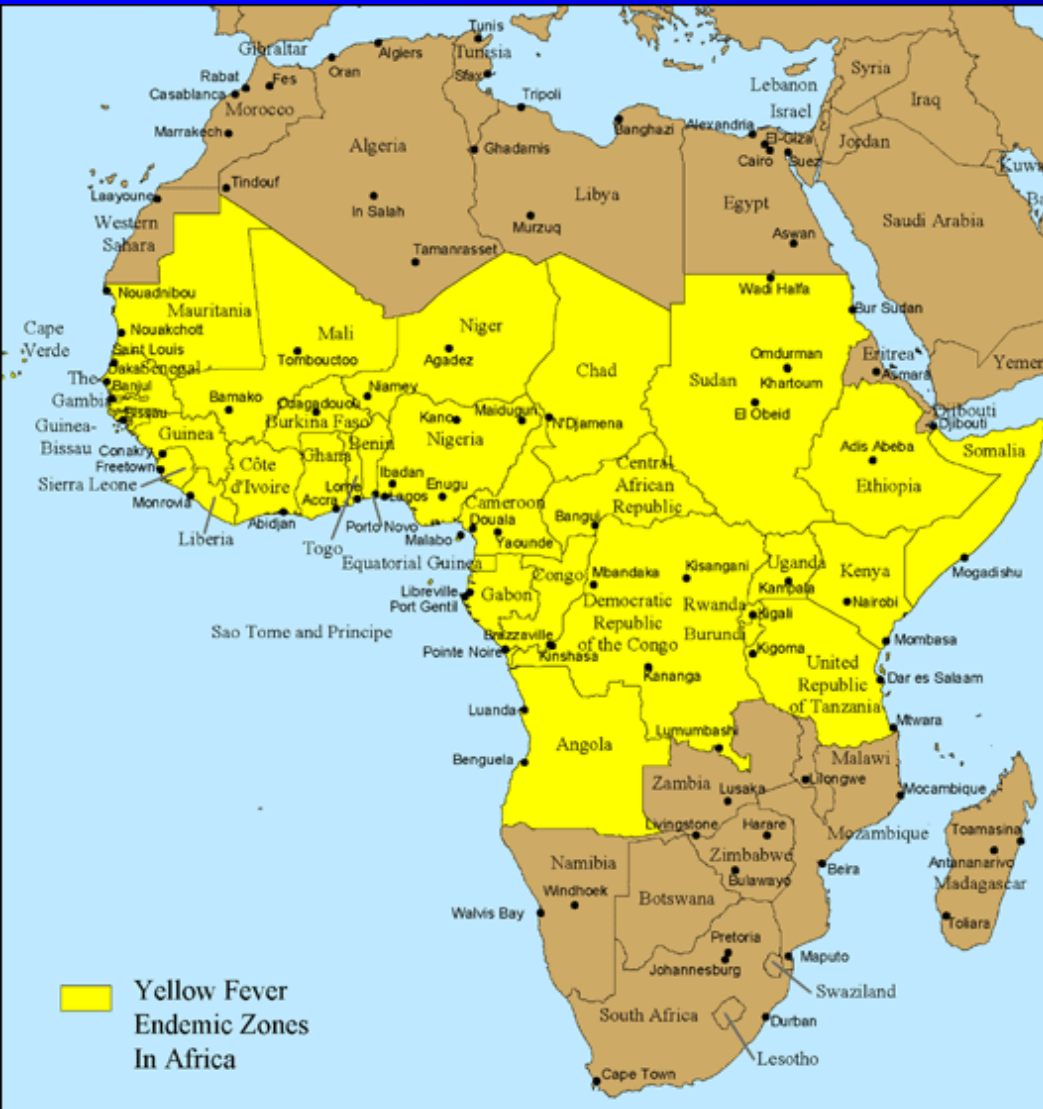 Tunis
Gibraltar
Algiers
Tunisia
Oran
Sfax
Syria
Rabat
Fes
Lebanon
Iraq
Casablanca
Morocco
Tripoli
Israel
Banghazi
Alexandria
El-Giza
Jordan
Marrakech
Algeria
Ghadamis
Cairo
Suez
Kuw
Tindouf
Laayoune
In Salah
Libya
Egypt
Ba
Western
Sahara
Murzuq
Saudi Arabia
Aswan
Tamanrasset
Nouadnibou
Wadi Halfa
Mauritania
Bur Sudan
Cape
Verde
Nouakchott
Mali
Niger
Saint Louis
Tombouctoo
Agadez
Omdurman
Eritrea
Yemen
Daka
Senegal
Chad
Khartoum
Asmara
The
Gambia
Banjul
Niamey
Sudan
Bamako
Odagadouou
Kano
Maiduguri
El Obeid
Djibouti
Guinea-
Bissau
Bissau
Burkina Faso
N'Djamena
Djibouti
Guinea
Benin
Nigeria
Adis Abeba
Somalia
Conakry
Ghana
Côte
d'Ivoire
Central
African
Republic
Freetown
Ibadan
Enugu
Ethiopia
Sierra Leone
Lome
Lagos
Cameroon
Monrovia
Accra
Douala
Bangui
Abidjan
Porto Novo
Liberia
Togo
Malabo
Yaounde
Equatorial Guinea
Uganda
Mogadishu
Congo
Mbandaka
Kisangani
Kenya
Libreville
Gabon
Kampala
Port Gentil
Democratic
Republic
of the Congo
Rwanda
Nairobi
Kigali
Sao Tome and Principe
Brazzaville
Burundi
Mombasa
Pointe Noire
Kinshasa
Kigoma
United
Republic
of Tanzania
Kananga
Dar es Salaam
Luanda
Mtwara
Lumumbashi
Angola
Benguela
Malawi
Zambia
Lilongwe
Lusaka
Mocambique
Livingstone
Harare
Mozambique
Toamasina
Namibia
Zimbabwe
Antananarivo
Bulawayo
Beira
Windhoek
Botswana
Madagascar
Walvis Bay
Toliara
Pretoria
Johannesburg
Maputo
Swaziland
Yellow Fever
Endemic Zones
In Africa
South Africa
Durban
Lesotho
Cape Town